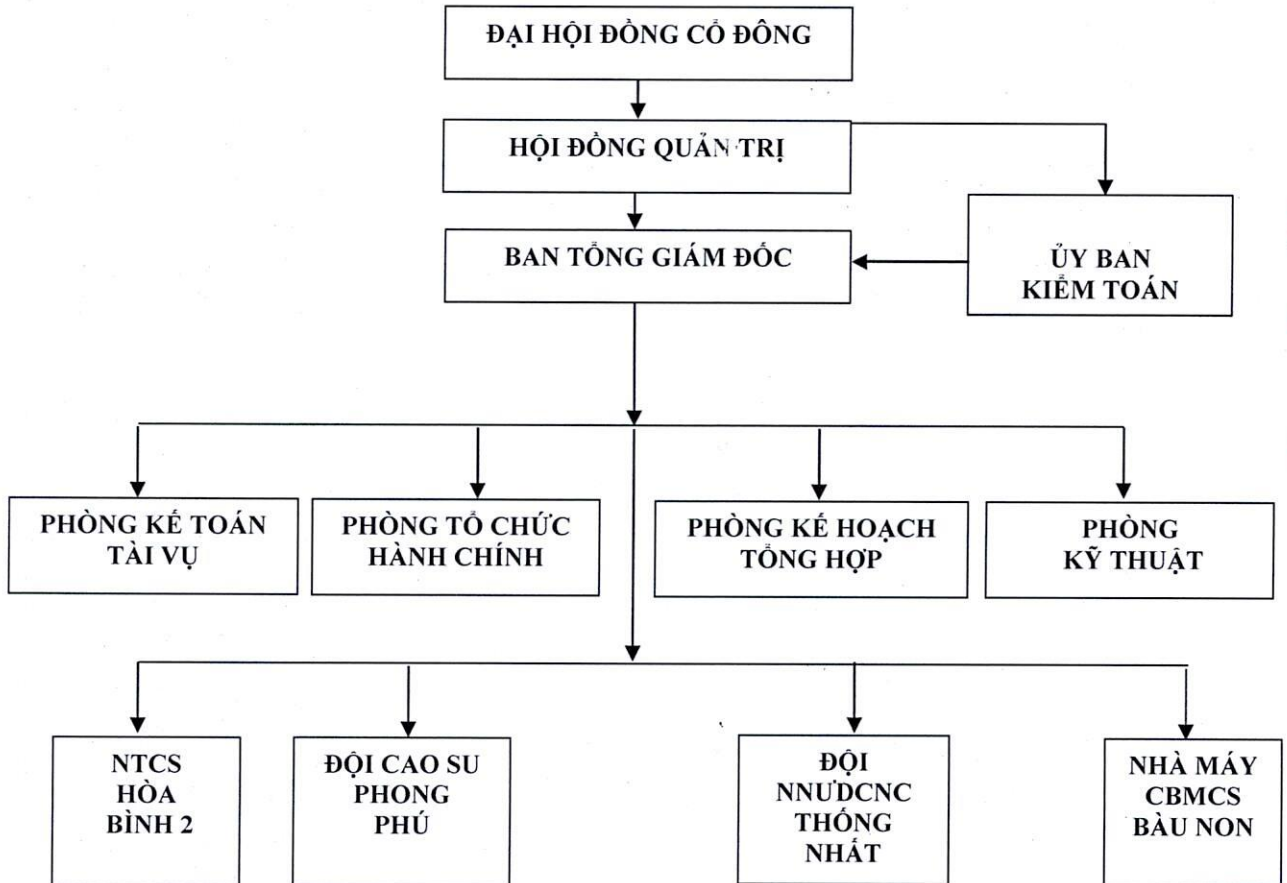 ĐẠI HỘI ĐỒNG CỔ ĐÔNG
HỘI ĐỒNG QUẢN TRỊ
BAN TỔNG GIÁM ĐỐC
ỦY BAN
KIỂM TOÁN
PHÒNG KẾ TOÁN
TÀI VỤ
PHÒNG TỔ CHỨC
HÀNH CHÍNH
PHÒNG KẾ HOẠCH
TỔNG HỢP
PHÒNG
KỸ THUẬT
NTCS
HÒA
BÌNH 2
ĐỘI CAO SU
PHONG
PHÚ
ĐỘI
NNƯDCNC
THỐNG
NHẤT
NHÀ MÁY
CBMCS
BÀU NON